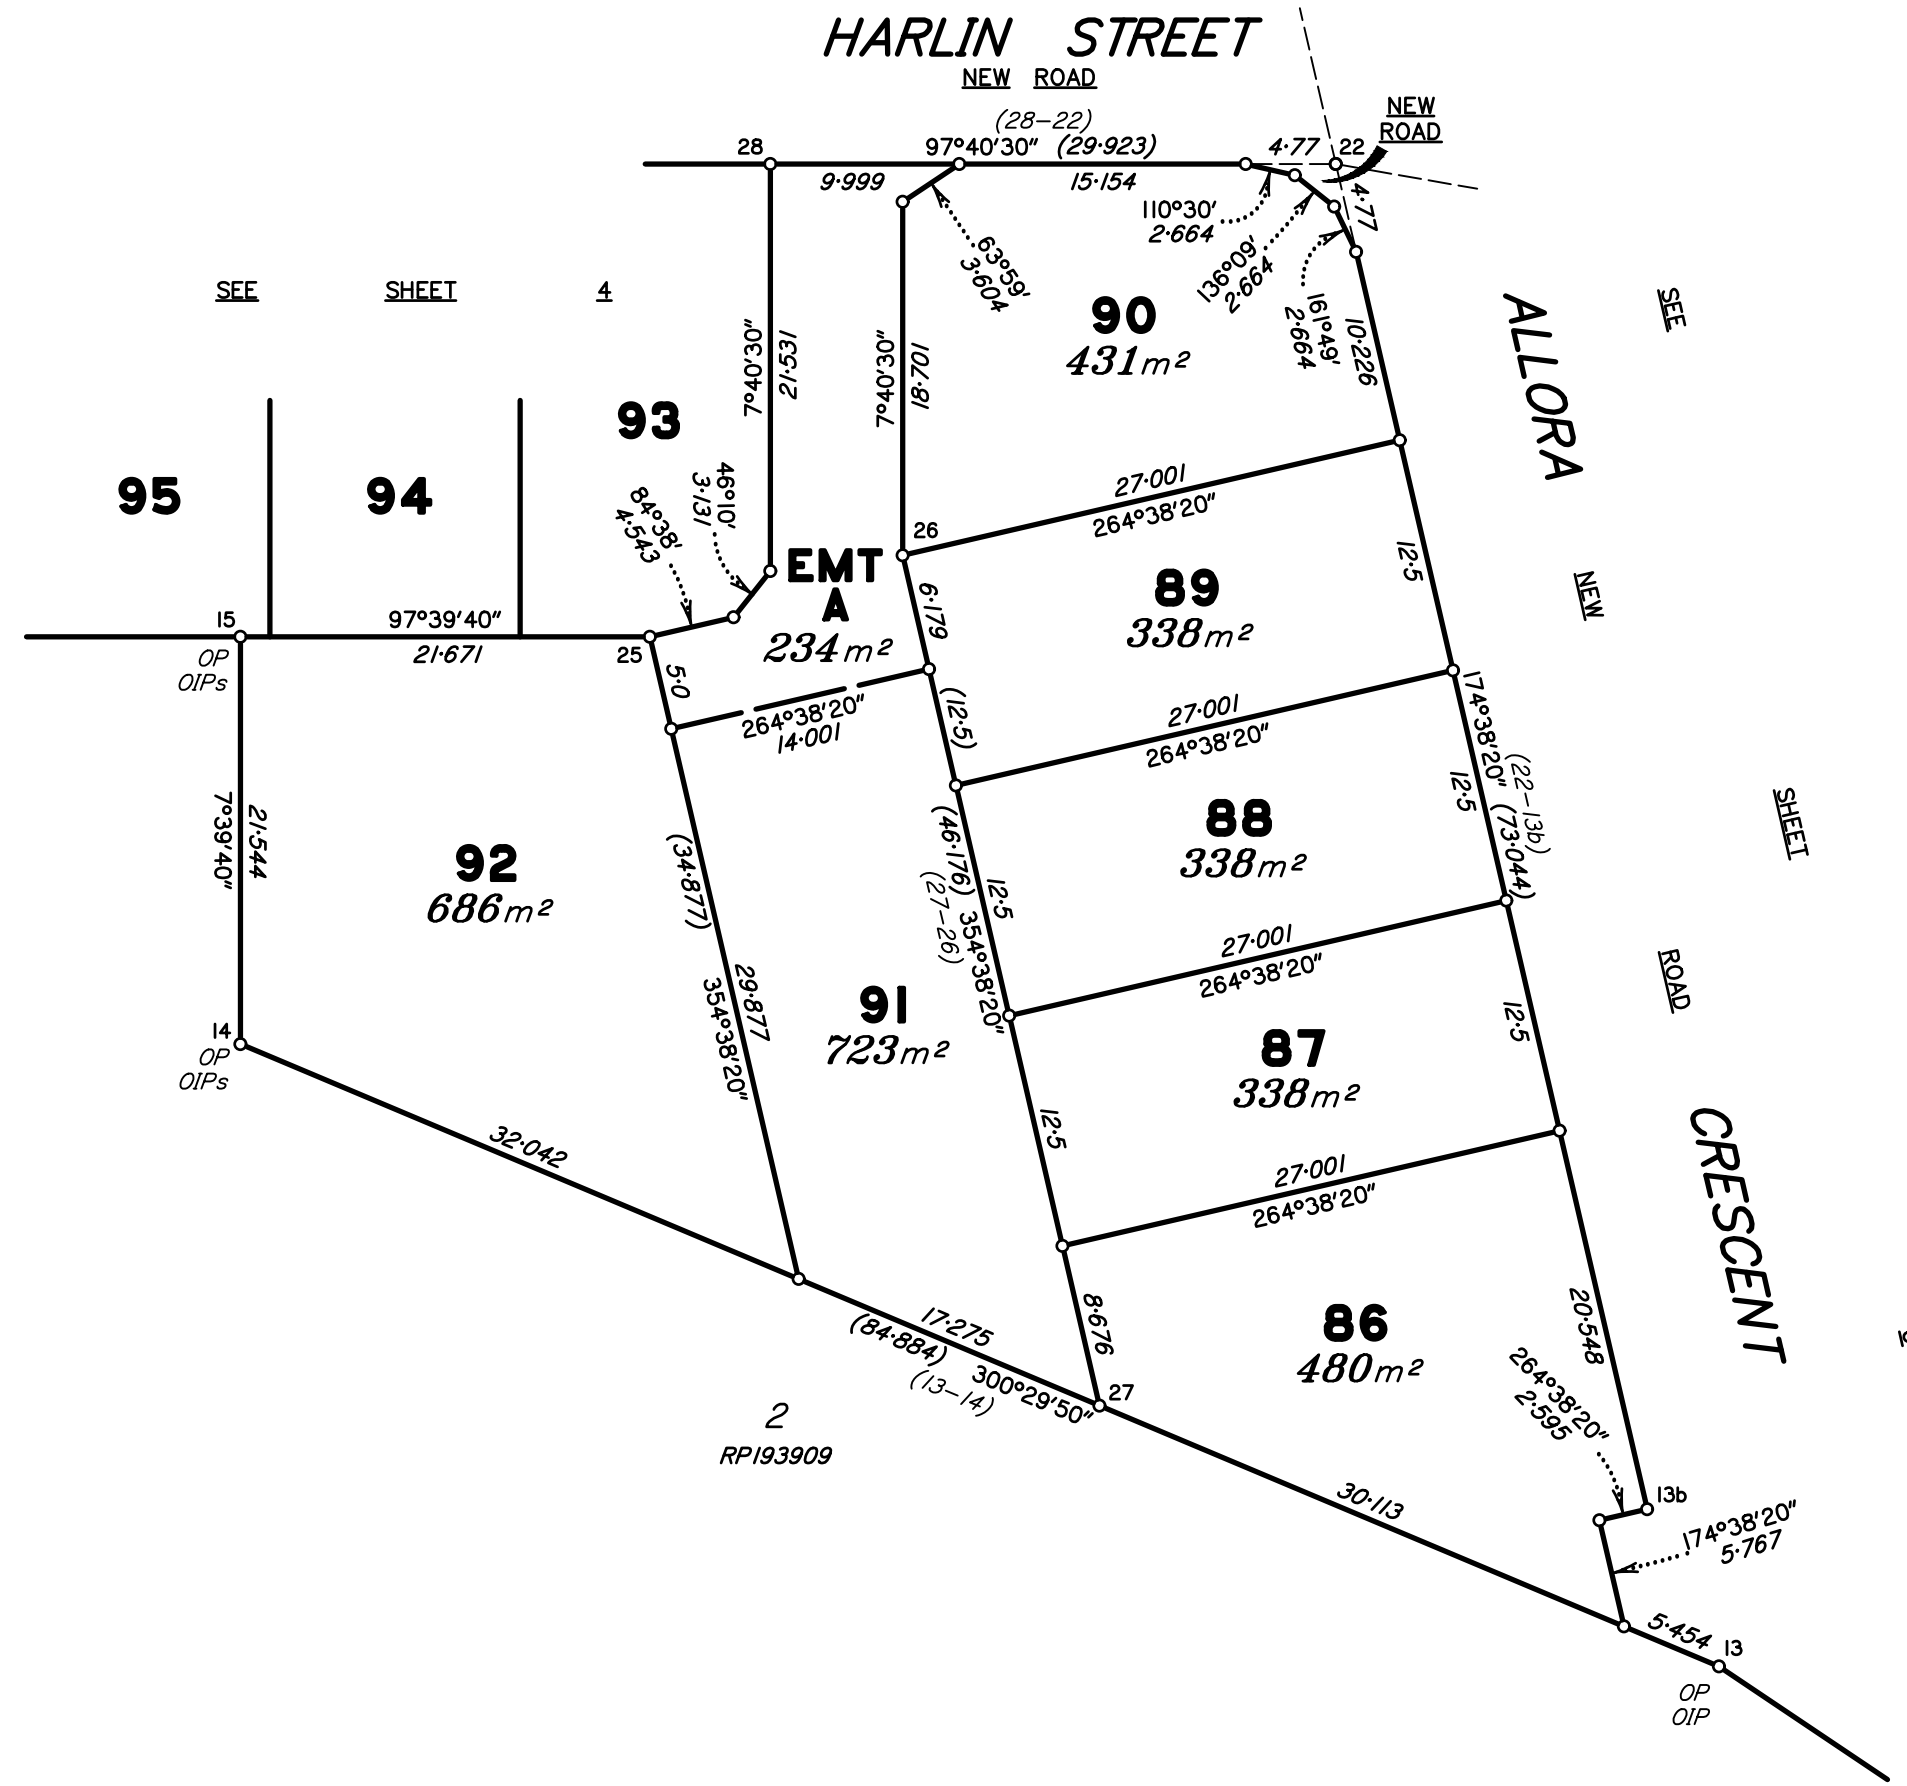 HARLIN STREET
NEW ROAD
(28-22)
28
97°40'30" (29·923)
4·77
22
NEW
ROAD
9·999
15·154
4·77
110°30'
2·664
136°09'
2·664
161°49'
2·664
63°59'
3·604
SEE SHEET 4
90
431m²
10·226
7°40'30"
21·531
7°40'30"
18·701
ALLORA
SEE
93
95
94
46°10'
3·131
84°38'
4·543
27·001
264°38'20"
26
EMT
A
234m²
12·5
89
338m²
6·179
NEW
15
97°39'40"
21·671
25
OP
OIPs
5·0
264°38'20"
14·001
(12·5)
27·001
264°38'20"
174°38'20" (73·044)
(22-13b)
12·5
88
338m²
SHEET
7°39'40"
21·544
92
686m²
(34·877)
(46·176) 354°38'20"
(27-26)
12·5
27·001
264°38'20"
29·877
354°38'20"
91
723m²
12·5
87
338m²
ROAD
14
OP
OIPs
12·5
27·001
264°38'20"
32·042
CRESCENT
8·676
86
480m²
20·548
17·275
(84·884) 300°29'50"
(13-14)
27
264°38'20"
2·595
2
RP193909
30·113
13b
174°38'20"
5·767
5·454
13
OP
OIP